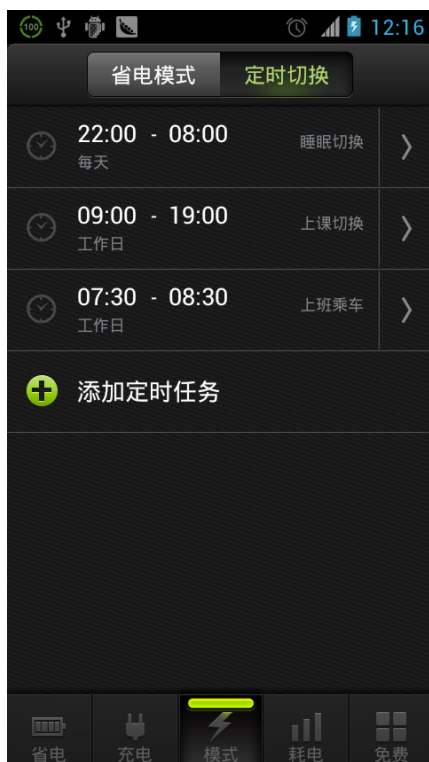 100 12:16
省电模式 定时切换
22:00 - 08:00 睡眠切换
每天
09:00 - 19:00 上课切换
工作日
07:30 - 08:30 上班乘车
工作日
添加定时任务
省电 充电 模式 耗电 免费